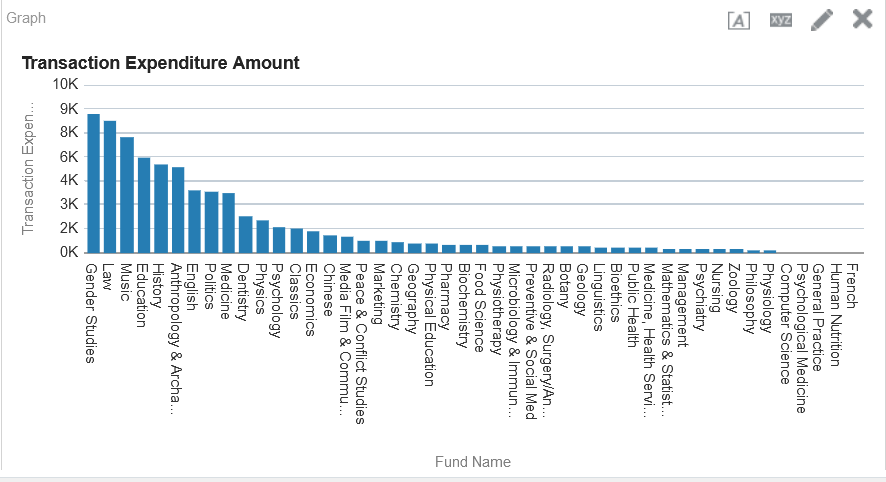 Graph
[A] xyz
Transaction Expenditure Amount
Transaction Expen...
10K
9K
8K
6K
4K
3K
2K
0K
Gender Studies
Law
Music
Education
History
Anthropology & Archa...
English
Politics
Medicine
Dentistry
Physics
Psychology
Classics
Economics
Chinese
Media Film & Commu...
Peace & Conflict Studies
Marketing
Chemistry
Geography
Physical Education
Pharmacy
Biochemistry
Food Science
Physiotherapy
Microbiology & Immun...
Preventive & Social Med
Radiology, Surgery/An...
Botany
Geology
Linguistics
Bioethics
Public Health
Medicine, Health Servi...
Mathematics & Statist...
Management
Psychiatry
Nursing
Zoology
Philosophy
Physiology
Computer Science
Psychological Medicine
General Practice
Human Nutrition
French
Fund Name